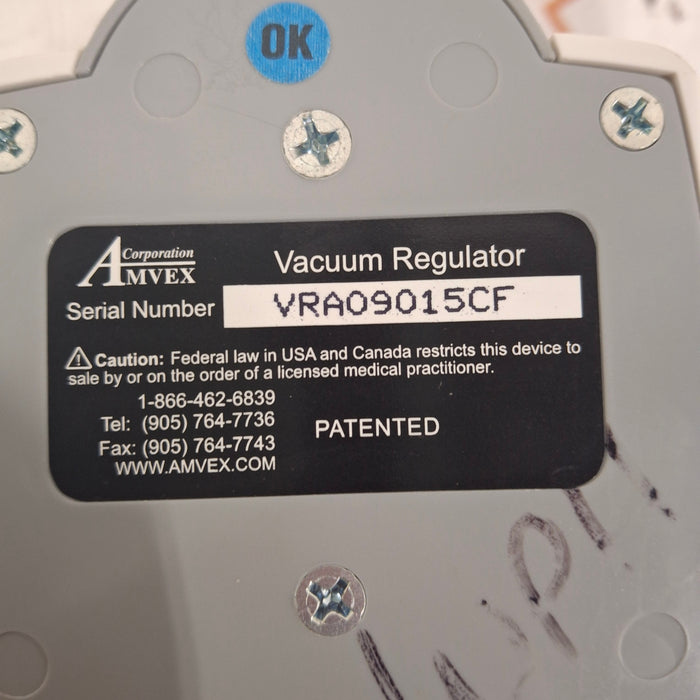 OK
Corporation
AMVEX
Vacuum Regulator
Serial Number VRA09015CF
⚠ Caution: Federal law in USA and Canada restricts this device to
sale by or on the order of a licensed medical practitioner.
1-866-462-6839
Tel: (905) 764-7736
PATENTED
Fax: (905) 764-7743
WWW.AMVEX.COM